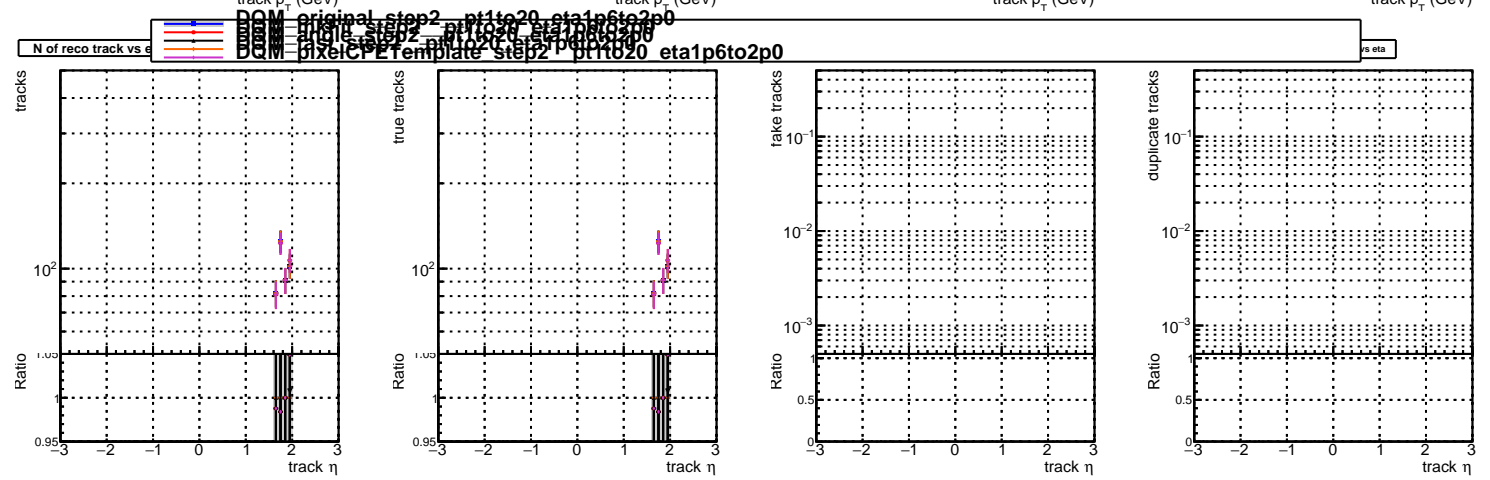 track p_T (GeV) track p_T (GeV) track p_T (GeV) track p_T (GeV)
DQM_original_step2__pt1to20_eta1p6to2p0
DQM_angle_step2__pt1to20_eta1p6to2p0
DQM_fast_step2__pt1to20_eta1p6to2p0
DQM_pixelCPETemplate_step2__pt1to20_eta1p6to2p0
N of reco track vs e
vs eta
tracks
10²
Ratio
1.05
1
0.95
−3 −2 −1 0 1 2 3
track η
true tracks
10²
Ratio
1.05
1
0.95
−3 −2 −1 0 1 2 3
track η
fake tracks
10⁻¹
10⁻²
10⁻³
Ratio
1
0.5
0
−3 −2 −1 0 1 2 3
track η
duplicate tracks
10⁻¹
10⁻²
10⁻³
Ratio
1
0.5
0
−3 −2 −1 0 1 2 3
track η